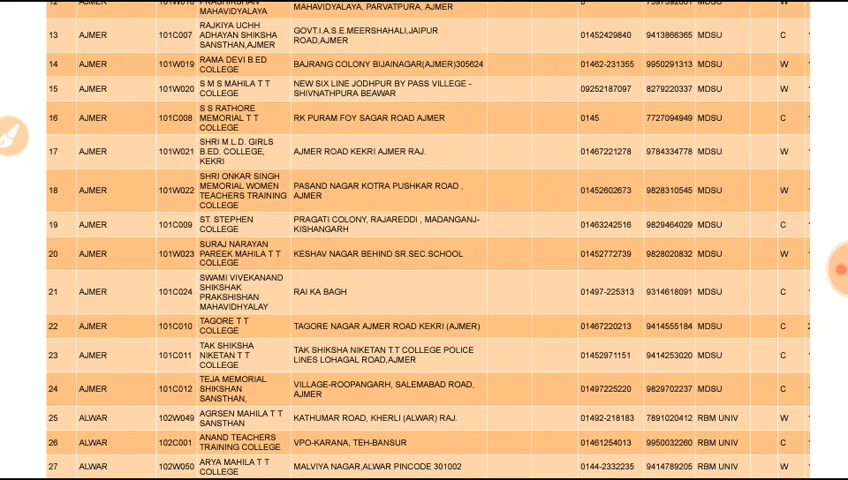 PRASHIKSHAN
MAHAVIDYALAYA
MAHAVIDYALAYA, PARVATPURA, AJMER
13 AJMER 101C007 RAJKIYA UCHH ADHYAN SHIKSHA SANSTHAN,AJMER GOVT.I.A.S.E.MEERSHAHALI,JAIPUR ROAD,AJMER 01452429840 9413866365 MDSU C
14 AJMER 101W019 RAMA DEVI B.ED COLLEGE BAJRANG COLONY BIJAINAGAR(AJMER)305624 01462-231355 9950291313 MDSU W
15 AJMER 101W020 S M S MAHILA T T COLLEGE NEW SIX LINE JODHPUR BY PASS VILLEGE - SHIVNATHPURA BEAWAR 09252187097 8279220337 MDSU W
16 AJMER 101C008 S S RATHORE MEMORIAL T T COLLEGE RK PURAM FOY SAGAR ROAD AJMER 0145 7727094949 MDSU C
17 AJMER 101W021 SHRI M.L.D. GIRLS B.ED. COLLEGE, KEKRI AJMER ROAD KEKRI AJMER RAJ. 01467221278 9784334778 MDSU W
18 AJMER 101W022 SHRI ONKAR SINGH MEMORIAL WOMEN TEACHERS TRAINING COLLEGE PASAND NAGAR KOTRA PUSHKAR ROAD , AJMER 01452602673 9828310545 MDSU W
19 AJMER 101C009 ST. STEPHEN COLLEGE PRAGATI COLONY, RAJAREDDI , MADANGANJ-KISHANGARH 01463242516 9829464029 MDSU C
20 AJMER 101W023 SURAJ NARAYAN PAREEK MAHILA T T COLLEGE KESHAV NAGAR BEHIND SR.SEC.SCHOOL 01452772739 9828020832 MDSU W
21 AJMER 101C024 SWAMI VIVEKANAND SHIKSHAK PRAKSHISHAN MAHAVIDHYALAY RAI KA BAGH 01497-225313 9314618091 MDSU C
22 AJMER 101C010 TAGORE T T COLLEGE TAGORE NAGAR AJMER ROAD KEKRI (AJMER) 01467220213 9414555184 MDSU C
23 AJMER 101C011 TAK SHIKSHA NIKETAN T T COLLEGE TAK SHIKSHA NIKETAN T.T COLLEGE POLICE LINES LOHAGAL ROAD,AJMER 01452971151 9414253020 MDSU C
24 AJMER 101C012 TEJA MEMORIAL SHIKSHAN SANSTHAN, VILLAGE-ROOPANGARH, SALEMABAD ROAD, AJMER 01497225220 9829702237 MDSU C
25 ALWAR 102W049 AGRSEN MAHILA T T SANSTHAN KATHUMAR ROAD, KHERLI (ALWAR) RAJ. 01492-218183 7891020412 RBM UNIV W
26 ALWAR 102C001 ANAND TEACHERS TRAINING COLLEGE VPO-KARANA, TEH-BANSUR 01461254013 9950032260 RBM UNIV C
27 ALWAR 102W050 ARYA MAHILA T T COLLEGE MALVIYA NAGAR,ALWAR PINCODE 301002 0144-2332235 9414789205 RBM UNIV W